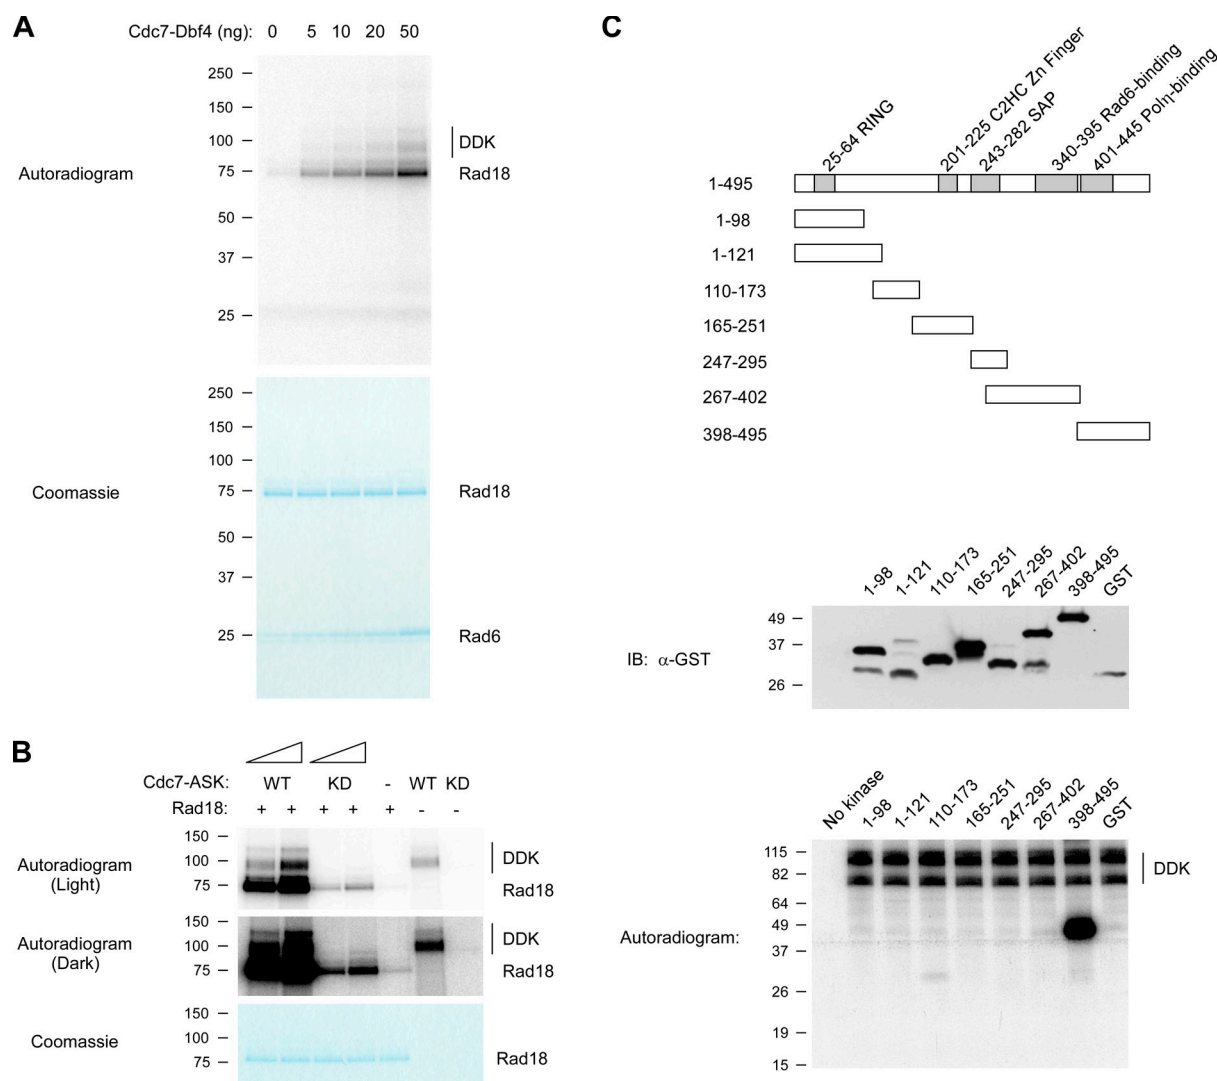 A
Cdc7-Dbf4 (ng): 0 5 10 20 50
250
150
100
75
50
37
25
DDK
Rad18
Autoradiogram
250
150
100
75
50
37
25
Coomassie
Rad18
Rad6
B
Cdc7-ASK: WT KD - WT KD
Rad18: + + + + + - -
Autoradiogram
(Light)
150
100
75
DDK
Rad18
Autoradiogram
(Dark)
150
100
75
DDK
Rad18
Coomassie
150
100
75
Rad18
C
25-64 RING
201-225 C2HC Zn Finger
243-282 SAP
340-395 Rad6-binding
401-445 Polη-binding
1-495
1-98
1-121
110-173
165-251
247-295
267-402
398-495
1-98 1-121 110-173 165-251 247-295 267-402 398-495 GST
IB: α-GST
49
37
26
No kinase 1-98 1-121 110-173 165-251 247-295 267-402 398-495 GST
Autoradiogram:
115
82
64
49
37
26
19
15
DDK